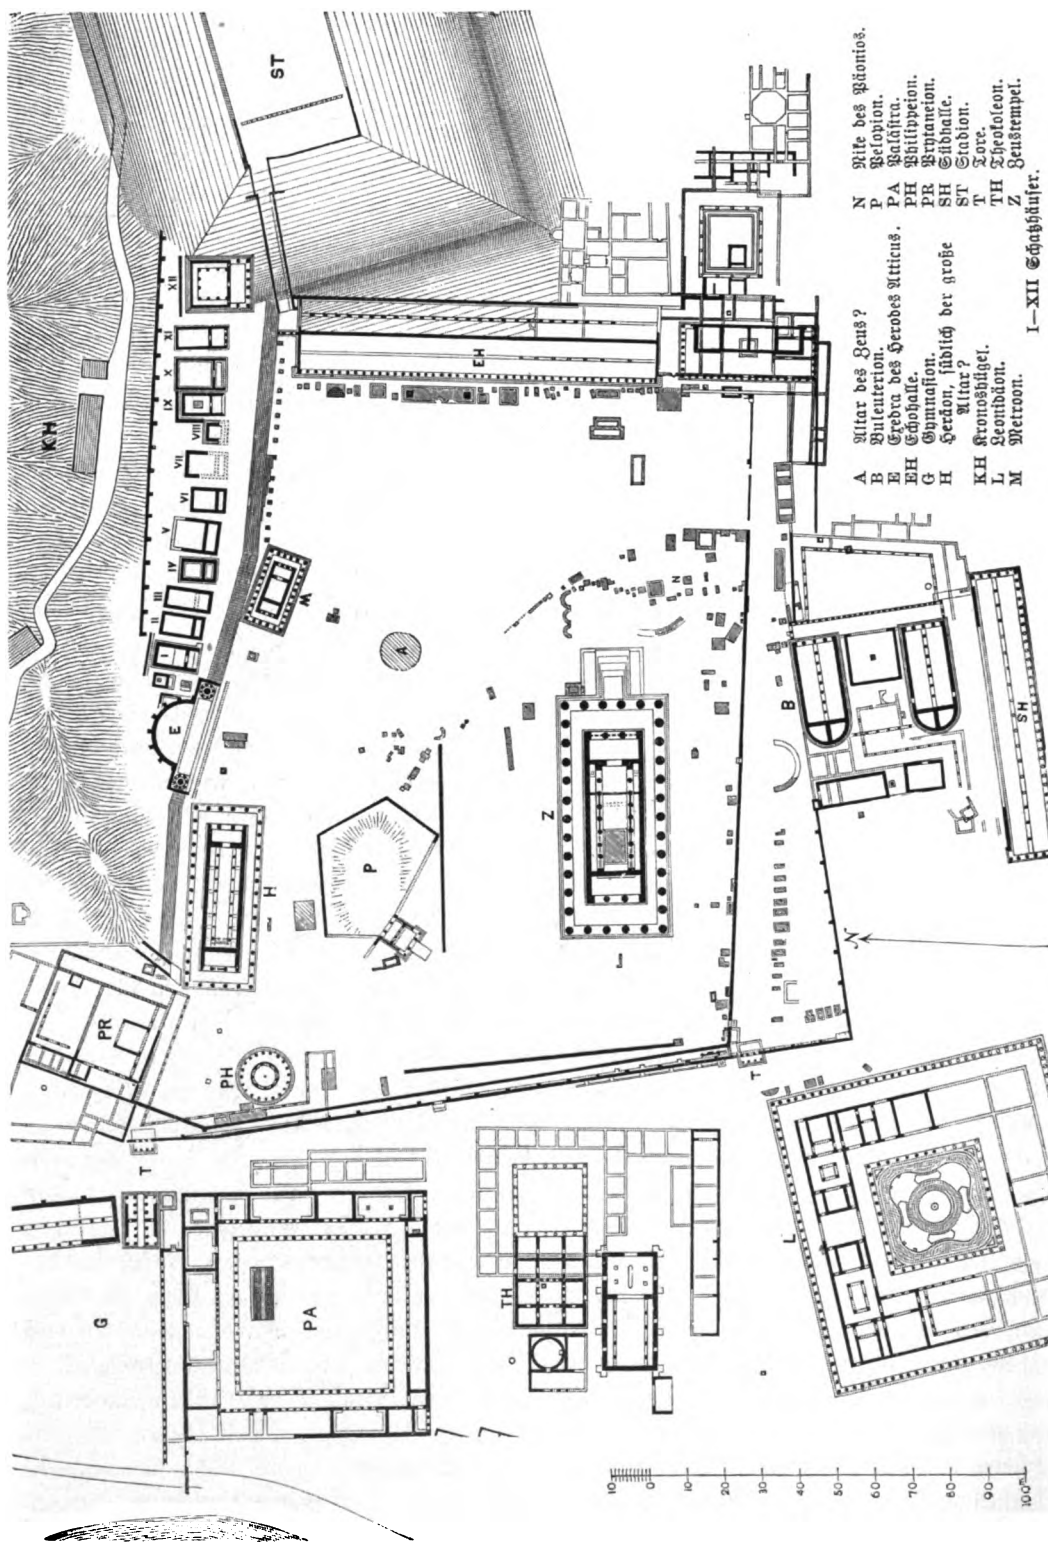 A Altar des Zeus?
B Buleuterion.
E Exedra des Herodes Atticus.
EH Echohalle.
G Gymnasion.
H Heräon, südlich der große
Altar?
KH Kronoshügel.
L Leonidäon.
M Metroon.
N Nike des Päonios.
P Pelopion.
PA Palästra.
PH Philippeion.
PR Prytaneion.
SH Südhalle.
ST Stadion.
T Tore.
TH Theokoleon.
Z Zeustempel.
I—XII Schatzhäuser.
ST
KH
XII
XI
X
IX
VIII
VII
VI
V
IV
III
II
I
E
M
A
EH
N
H
P
Z
B
SH
PR
PH
T
T
G
PA
TH
L
N
10 0 10 20 30 40 50 60 70 80 90 100m